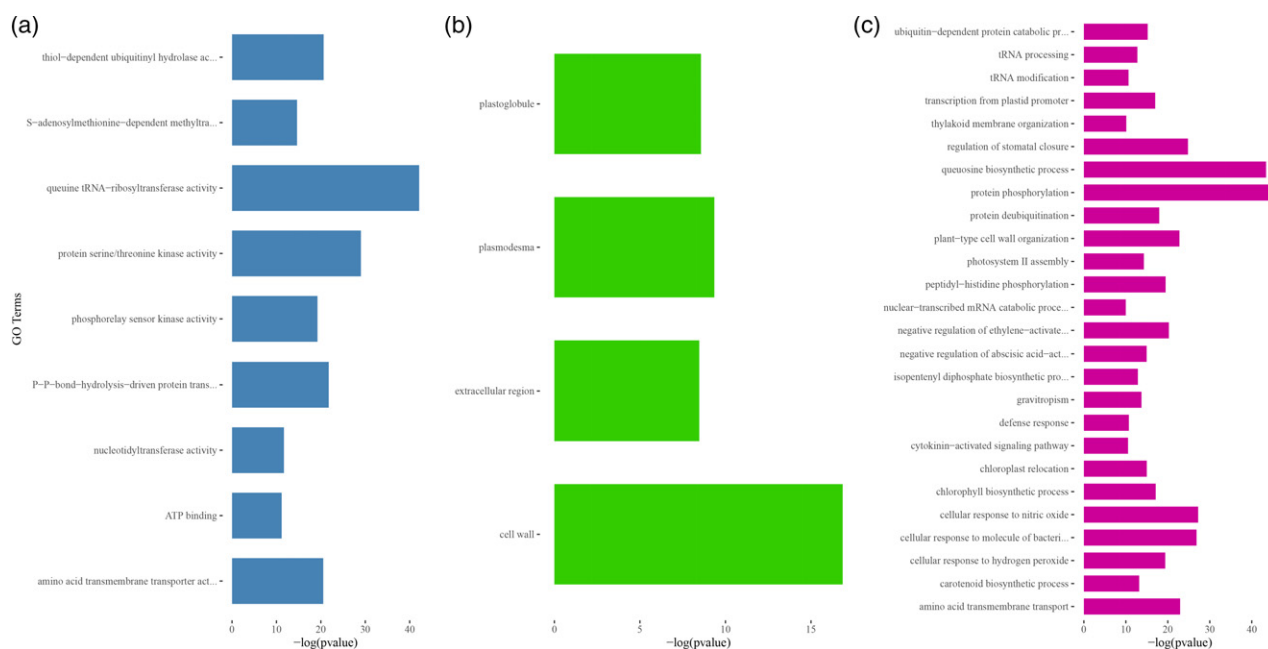 (a)
thiol−dependent ubiquitinyl hydrolase ac...
S−adenosylmethionine−dependent methyltra...
queuine tRNA−ribosyltransferase activity
protein serine/threonine kinase activity
phosphorelay sensor kinase activity
P−P−bond−hydrolysis−driven protein trans...
nucleotidyltransferase activity
ATP binding
amino acid transmembrane transporter act...
GO Terms
0 10 20 30 40
−log(pvalue)
(b)
plastoglobule
plasmodesma
extracellular region
cell wall
0 5 10 15
−log(pvalue)
(c)
ubiquitin−dependent protein catabolic pr...
tRNA processing
tRNA modification
transcription from plastid promoter
thylakoid membrane organization
regulation of stomatal closure
queuosine biosynthetic process
protein phosphorylation
protein deubiquitination
plant−type cell wall organization
photosystem II assembly
peptidyl−histidine phosphorylation
nuclear−transcribed mRNA catabolic proce...
negative regulation of ethylene−activate...
negative regulation of abscisic acid−act...
isopentenyl diphosphate biosynthetic pro...
gravitropism
defense response
cytokinin−activated signaling pathway
chloroplast relocation
chlorophyll biosynthetic process
cellular response to nitric oxide
cellular response to molecule of bacteri...
cellular response to hydrogen peroxide
carotenoid biosynthetic process
amino acid transmembrane transport
0 10 20 30 40
−log(pvalue)